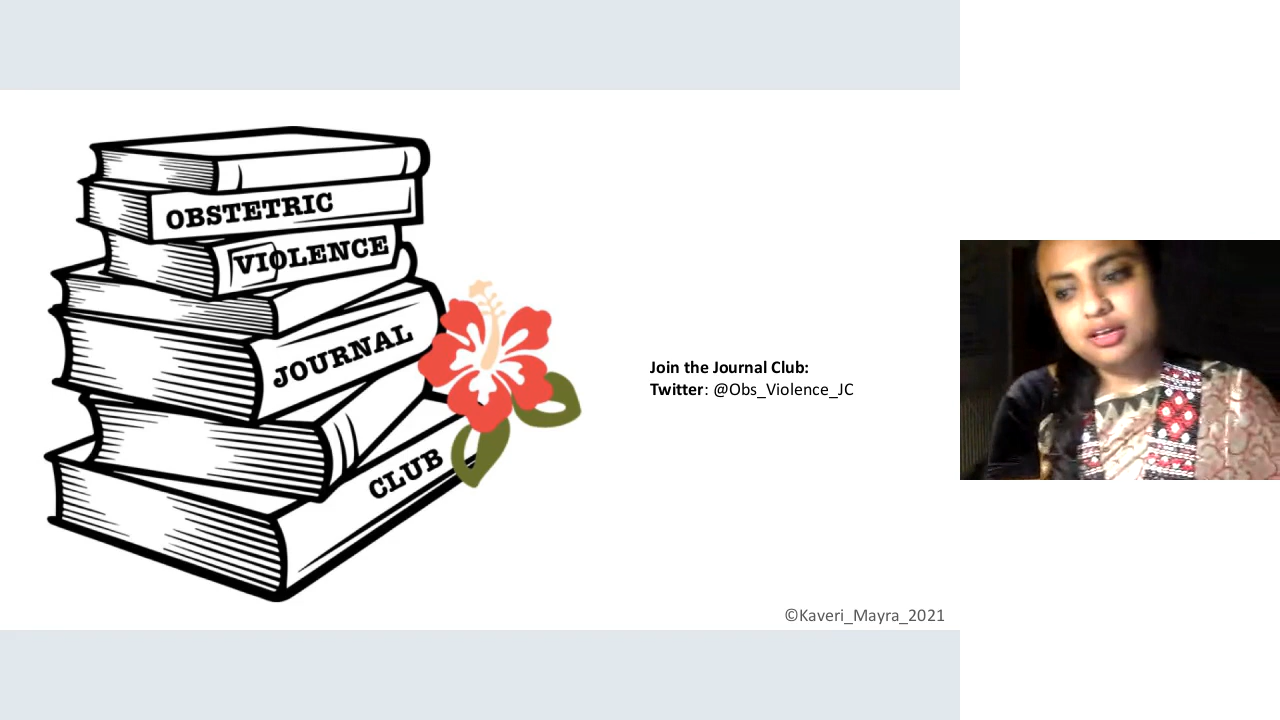 OBSTETRIC
VIOLENCE
JOURNAL
CLUB
Join the Journal Club:
Twitter: @Obs_Violence_JC
©Kaveri_Mayra_2021